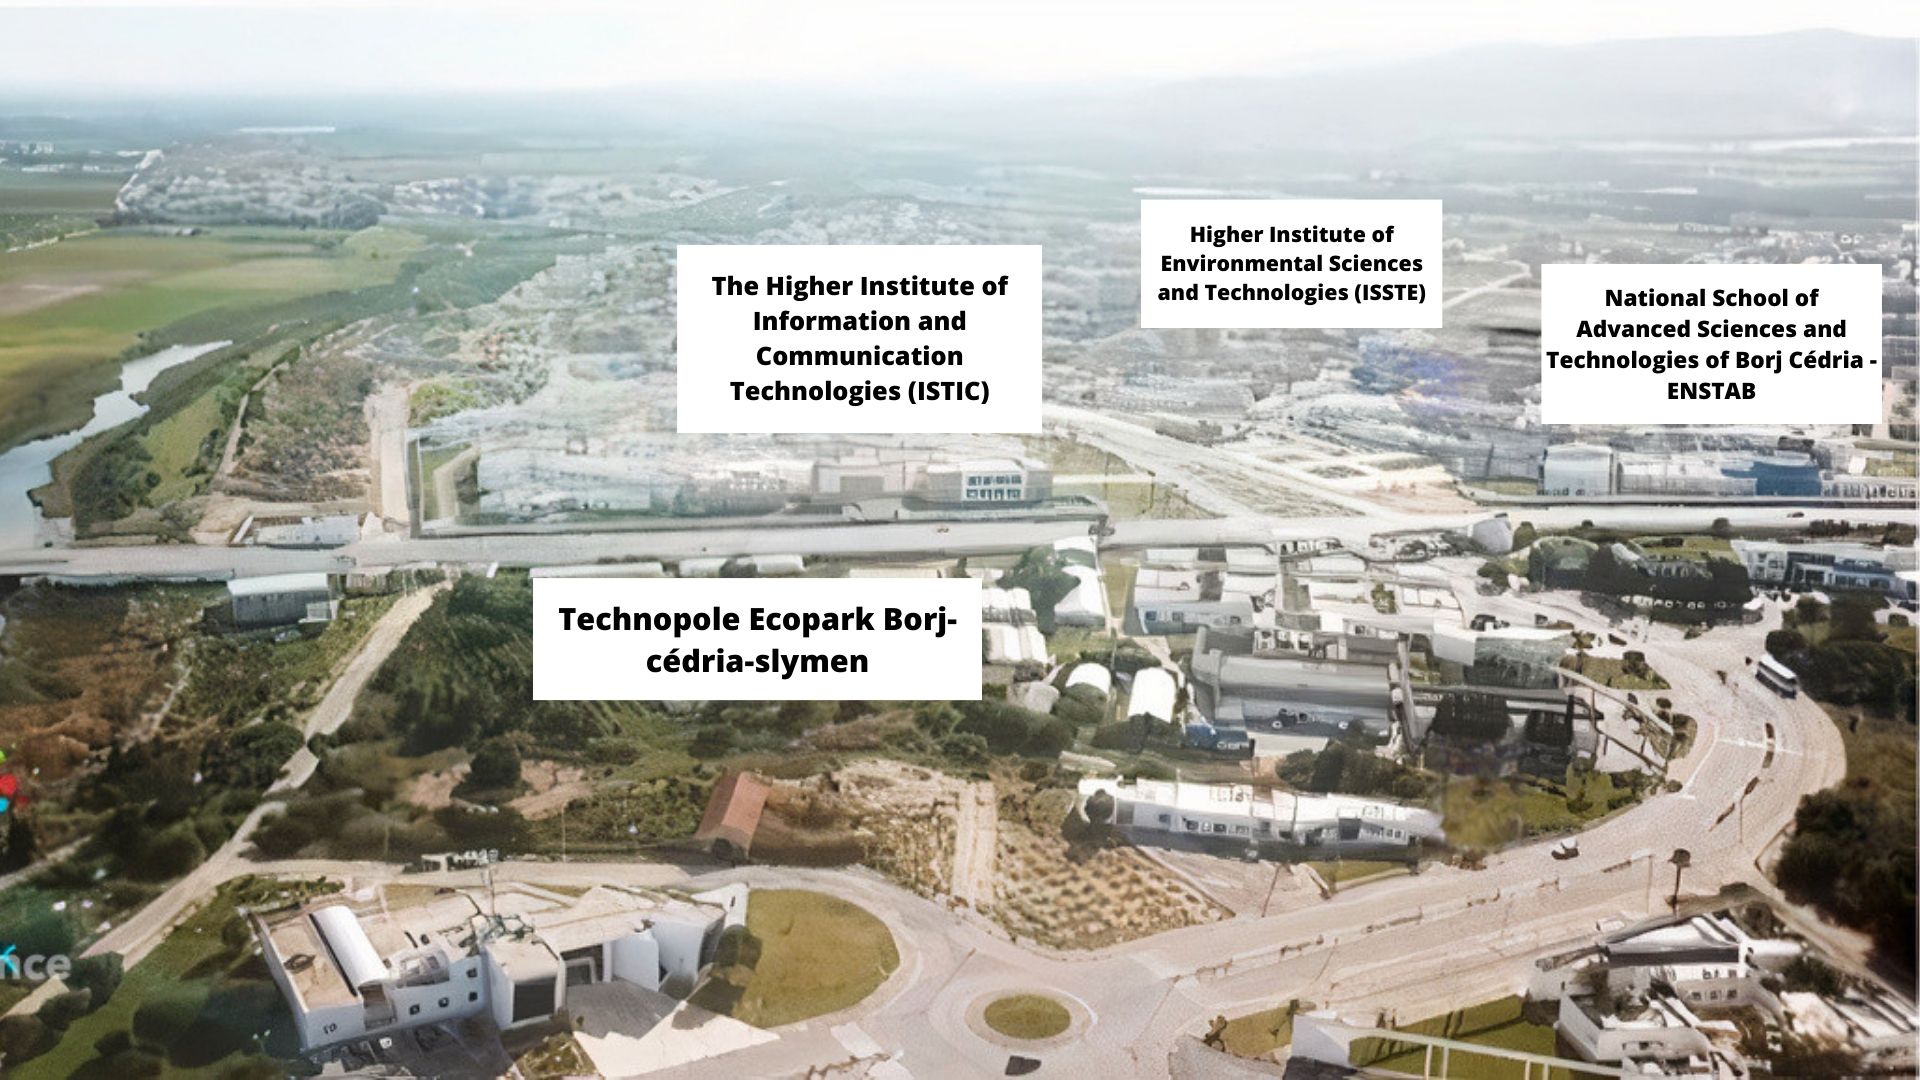 Higher Institute of
Environmental Sciences
and Technologies (ISSTE)
The Higher Institute of
Information and
Communication
Technologies (ISTIC)
National School of
Advanced Sciences and
Technologies of Borj Cédria -
ENSTAB
Technopole Ecopark Borj-
cédria-slymen
nce